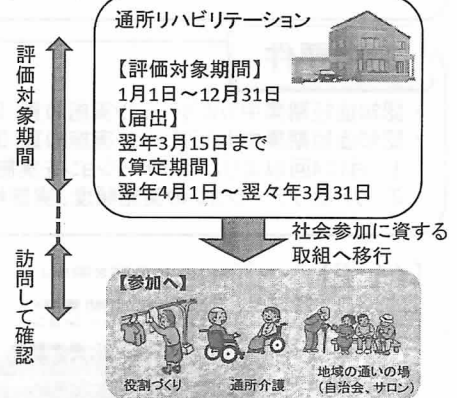 通所リハビリテーション
【評価対象期間】
1月1日～12月31日
【届出】
翌年3月15日まで
【算定期間】
翌年4月1日～翌々年3月31日
評価対象期間
社会参加に資する
取組へ移行
訪問して確認
【参加へ】
役割づくり
通所介護
地域の通いの場
(自治会、サロン)